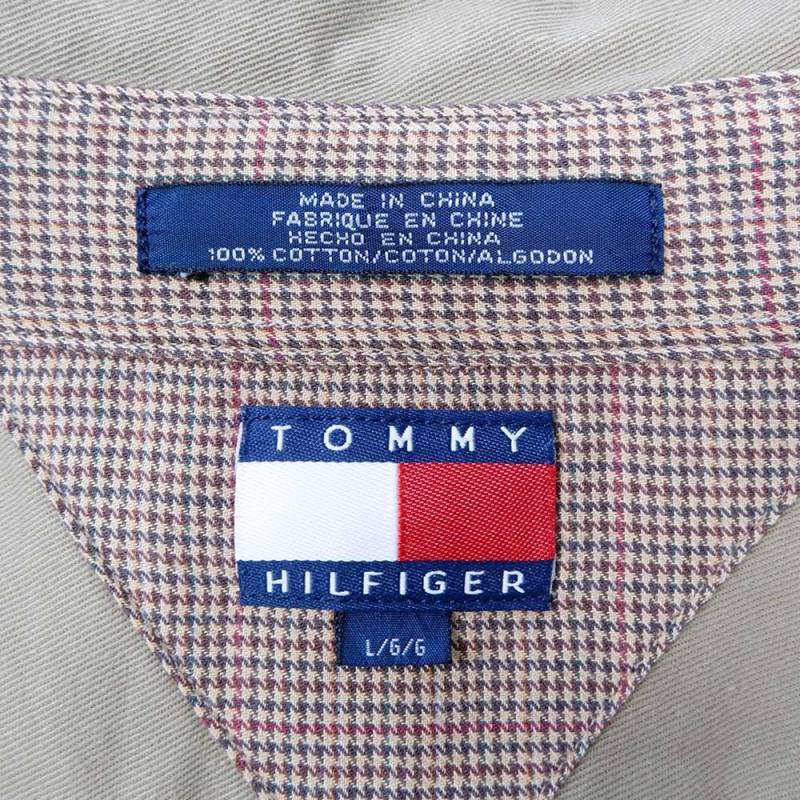 MADE IN CHINA
FABRIQUE EN CHINE
HECHO EN CHINA
100% COTTON/COTON/ALGODON
TOMMY
HILFIGER
L/G/G